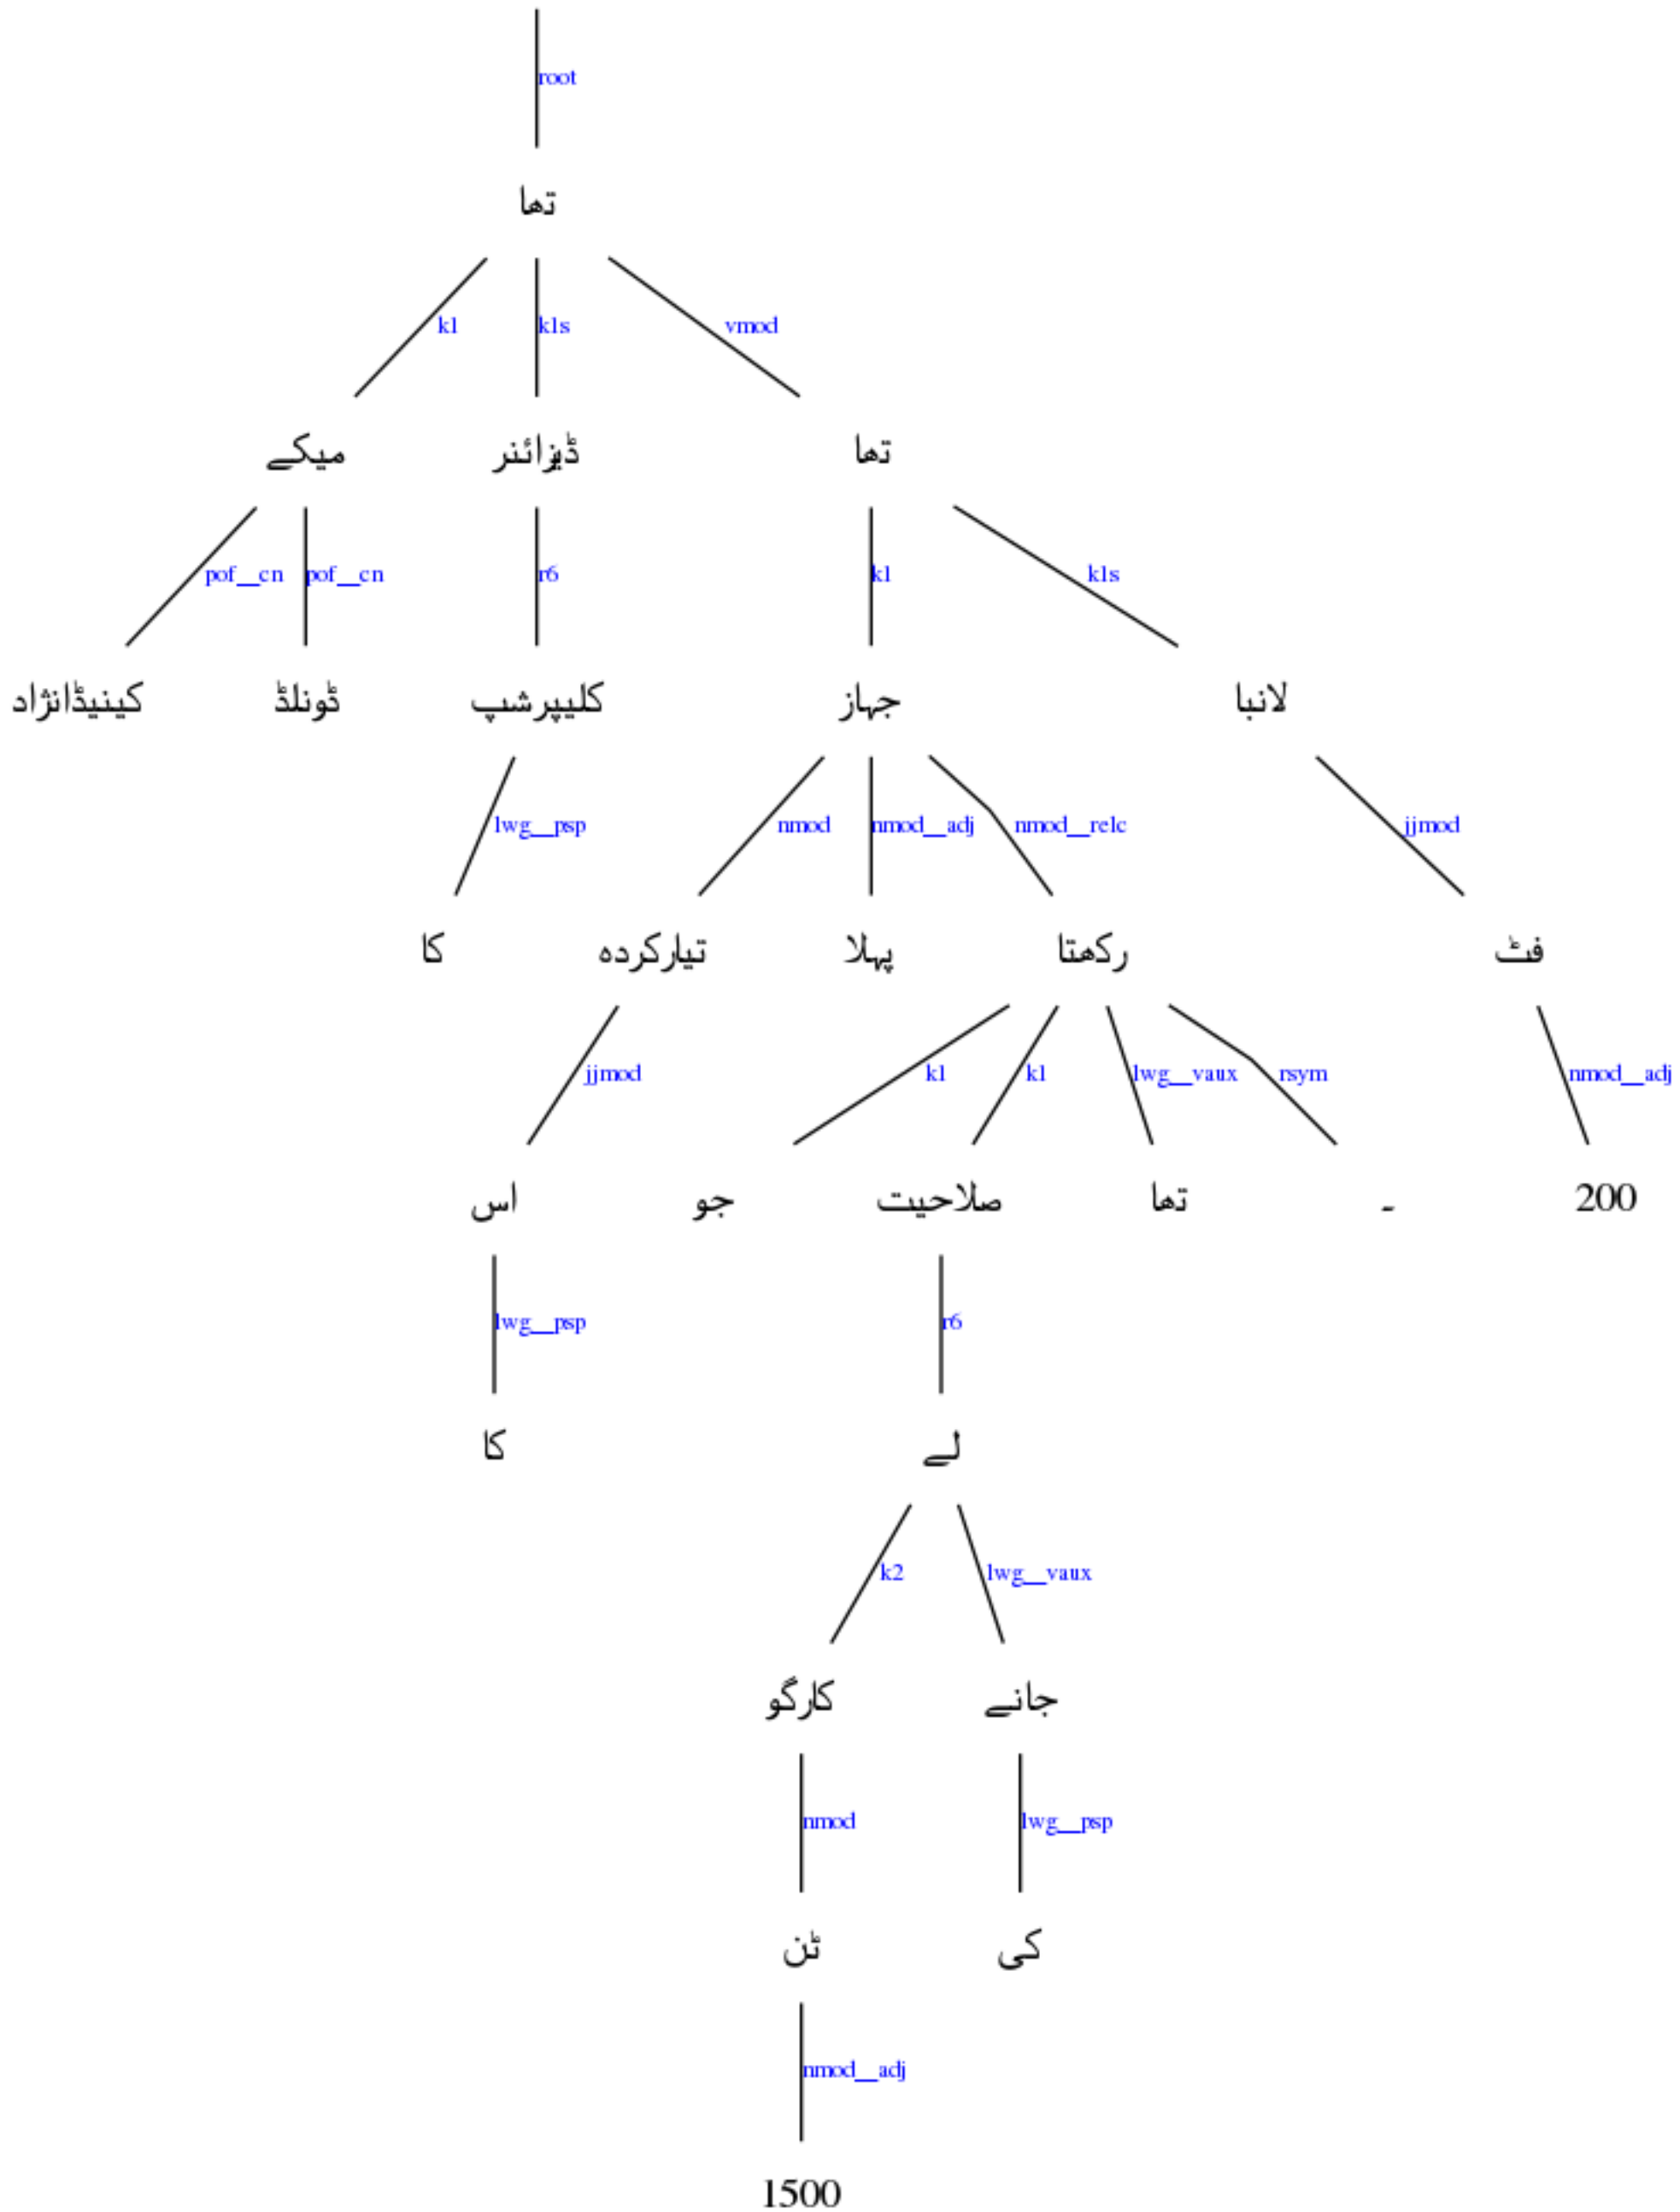 root
تھا
k1 k1s vmod
میکے ڈیزائنر تھا
pof__cn pof__cn r6 k1 k1s
کینیڈانژاد ڈونلڈ کلیپرشپ جہاز لانبا
lwg__psp nmod nmod__adj nmod__relc jjmod
کا تیارکردہ پہلا رکھتا فٹ
jjmod k1 k1 lwg__vaux rsym nmod__adj
اس جو صلاحیت تھا ۔ 200
lwg__psp r6
کا لے
k2 lwg__vaux
کارگو جانے
nmod lwg__psp
ٹن کی
nmod__adj
1500